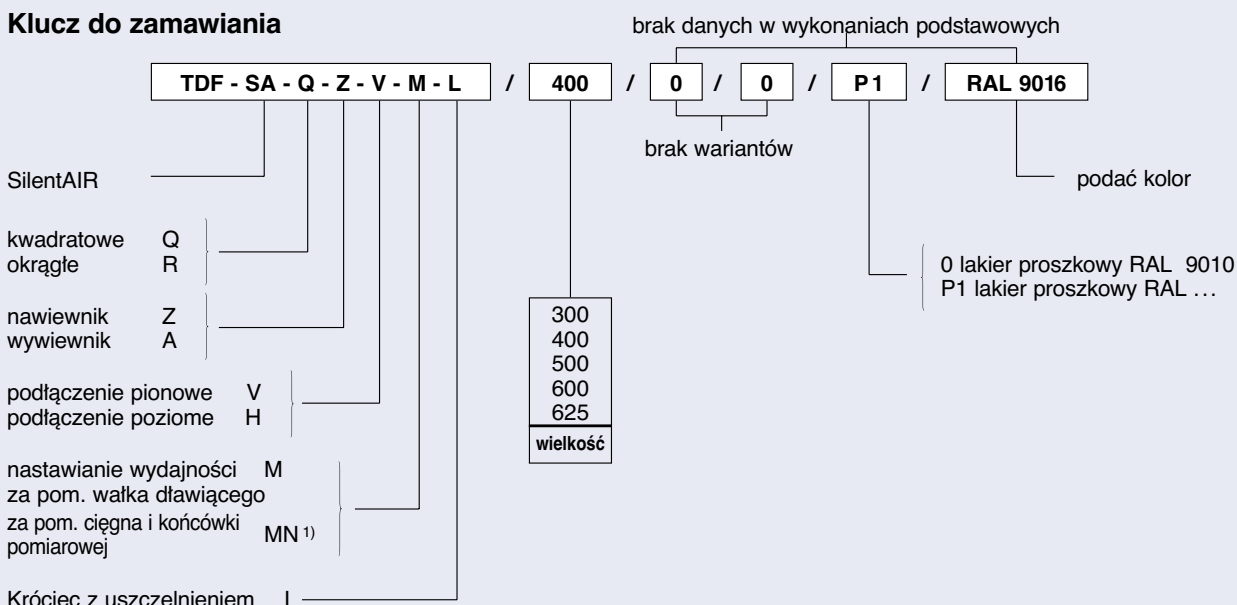 Klucz do zamawiania
brak danych w wykonaniach podstawowych
TDF - SA - Q - Z - V - M - L / 400 / 0 / 0 / P1 / RAL 9016
brak wariantów
SilentAIR
podać kolor
kwadratowe Q
okrągłe R
0 lakier proszkowy RAL 9010
P1 lakier proszkowy RAL ...
nawiewnik Z
wywiewnik A
300
400
500
600
625
wielkość
podłączenie pionowe V
podłączenie poziome H
nastawianie wydajności M
za pom. wałka dławiącego
za pom. cięgna i końcówki
pomiarowej MN 1)
Króciec z uszczelnieniem L